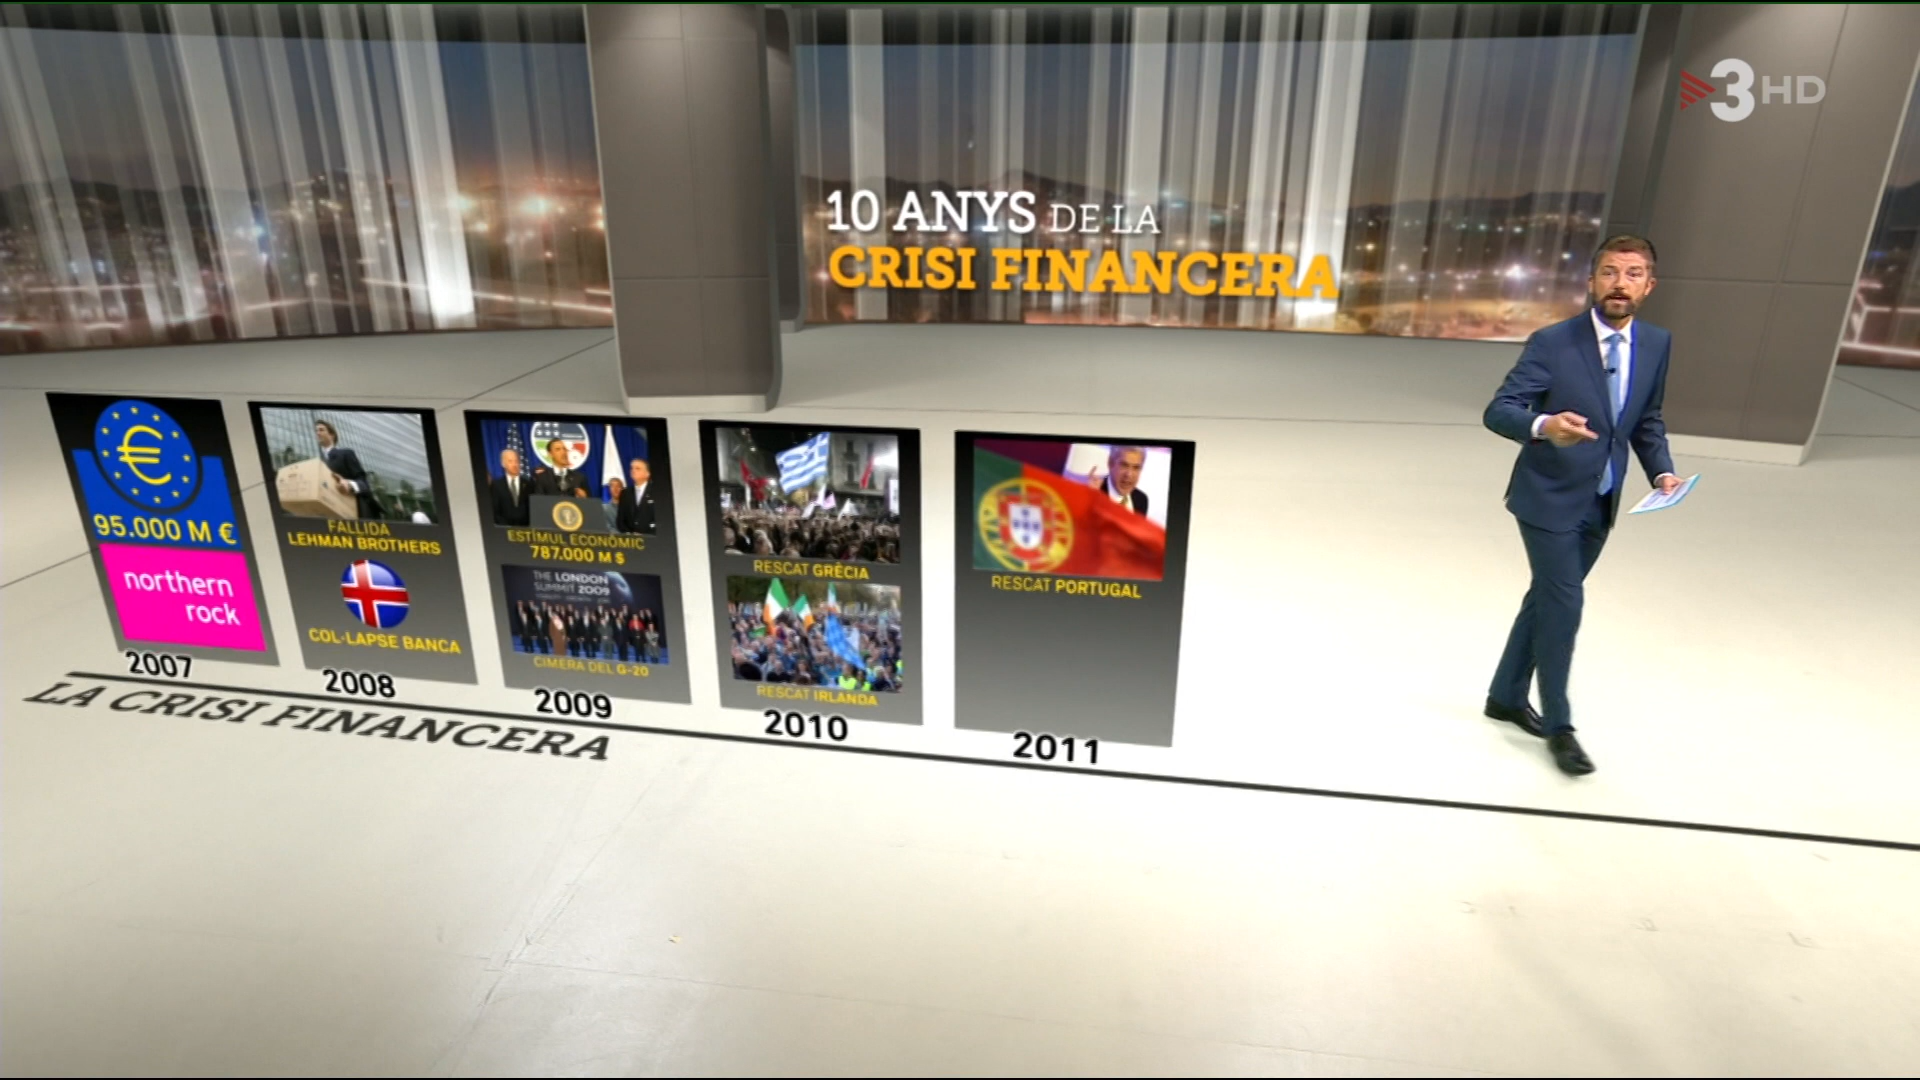 3HD
10 ANYS DE LA
CRISI FINANCERA
95.000 M €
northern
rock
2007
FALLIDA
LEHMAN BROTHERS
COL·LAPSE BANCA
2008
ESTÍMUL ECONÒMIC
787.000 M $
THE LONDON
SUMMIT 2009
CIMERA DEL G-20
2009
RESCAT GRÈCIA
RESCAT IRLANDA
2010
RESCAT PORTUGAL
2011
LA CRISI FINANCERA